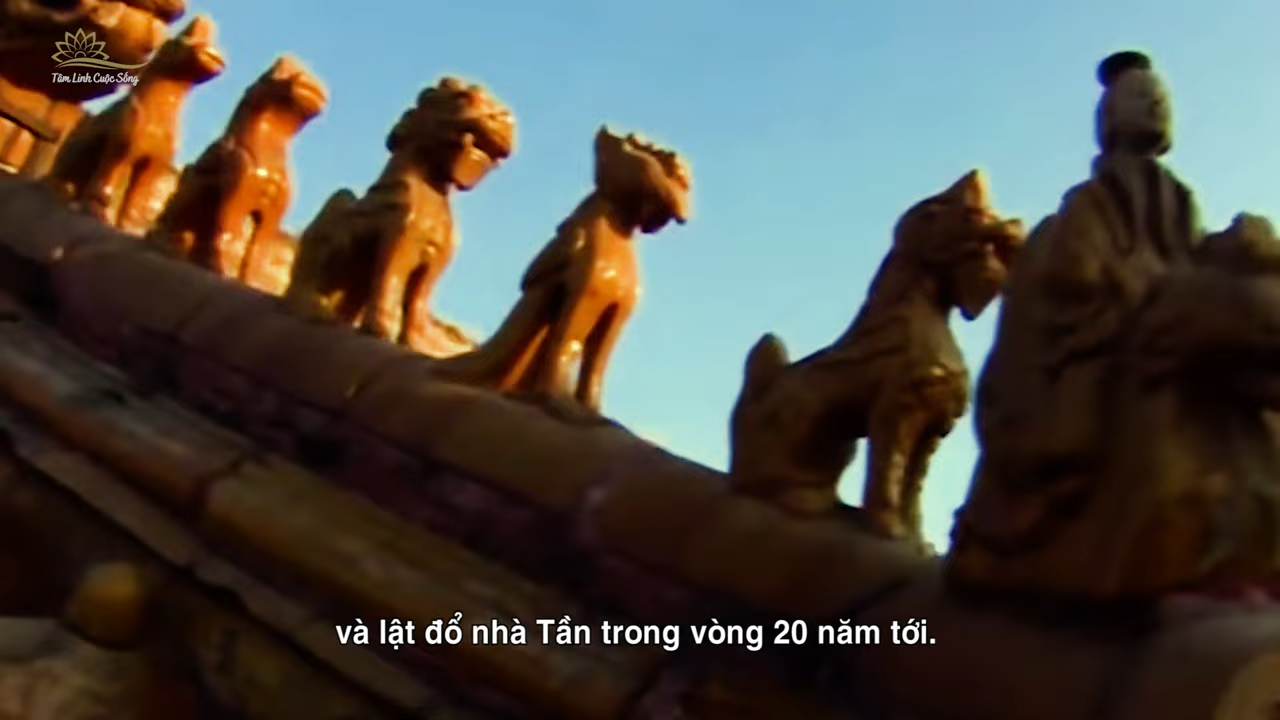 Tâm Linh Cuộc Sống
và lật đổ nhà Tần trong vòng 20 năm tới.